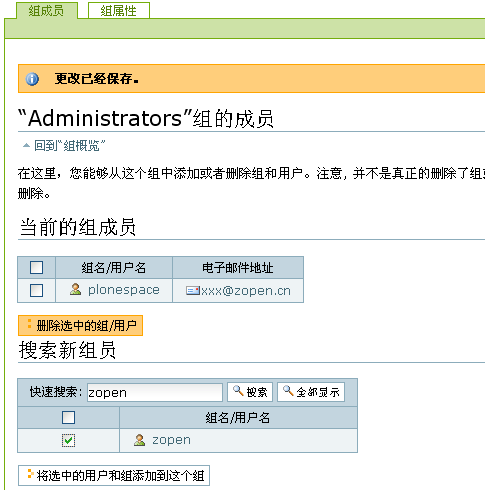 组成员 组属性
更改已经保存。
“Administrators”组的成员
回到“组概览”
在这里，您能够从这个组中添加或者删除组和用户。注意, 并不是真正的删除了组
删除。
当前的组成员
组名/用户名 电子邮件地址
plonespace xxx@zopen.cn
删除选中的组/用户
搜索新组员
快速搜索: zopen 搜索 全部显示
组名/用户名
zopen
将选中的用户和组添加到这个组